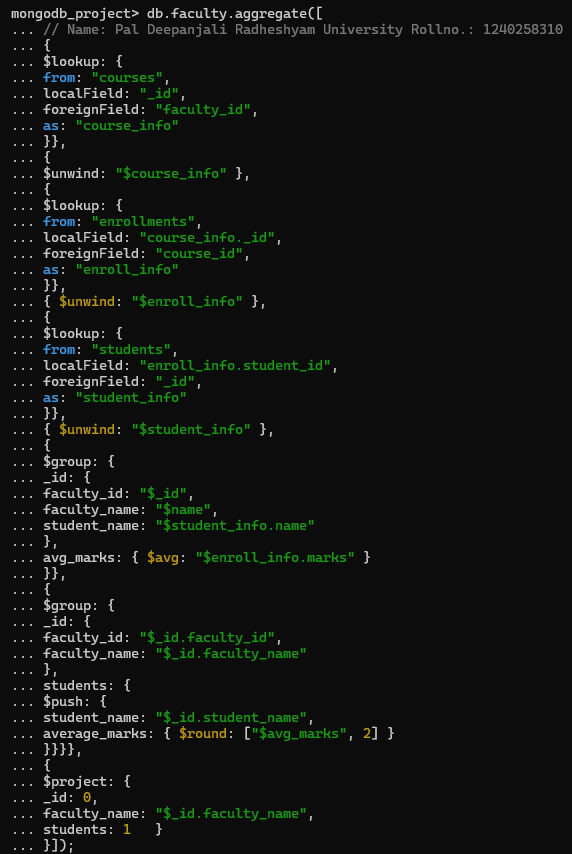 mongodb_project> db.faculty.aggregate([
... // Name: Pal Deepanjali Radheshyam University Rollno.: 1240258310
... {
... $lookup: {
... from: "courses",
... localField: "_id",
... foreignField: "faculty_id",
... as: "course_info"
... }},
... {
... $unwind: "$course_info" },
... {
... $lookup: {
... from: "enrollments",
... localField: "course_info._id",
... foreignField: "course_id",
... as: "enroll_info"
... }},
... { $unwind: "$enroll_info" },
... {
... $lookup: {
... from: "students",
... localField: "enroll_info.student_id",
... foreignField: "_id",
... as: "student_info"
... }},
... { $unwind: "$student_info" },
... {
... $group: {
... _id: {
... faculty_id: "$_id",
... faculty_name: "$name",
... student_name: "$student_info.name"
... },
... avg_marks: { $avg: "$enroll_info.marks" }
... }},
... {
... $group: {
... _id: {
... faculty_id: "$_id.faculty_id",
... faculty_name: "$_id.faculty_name"
... },
... students: {
... $push: {
... student_name: "$_id.student_name",
... average_marks: { $round: ["$avg_marks", 2] }
... }}}},
... {
... $project: {
... _id: 0,
... faculty_name: "$_id.faculty_name",
... students: 1   }
... }]);